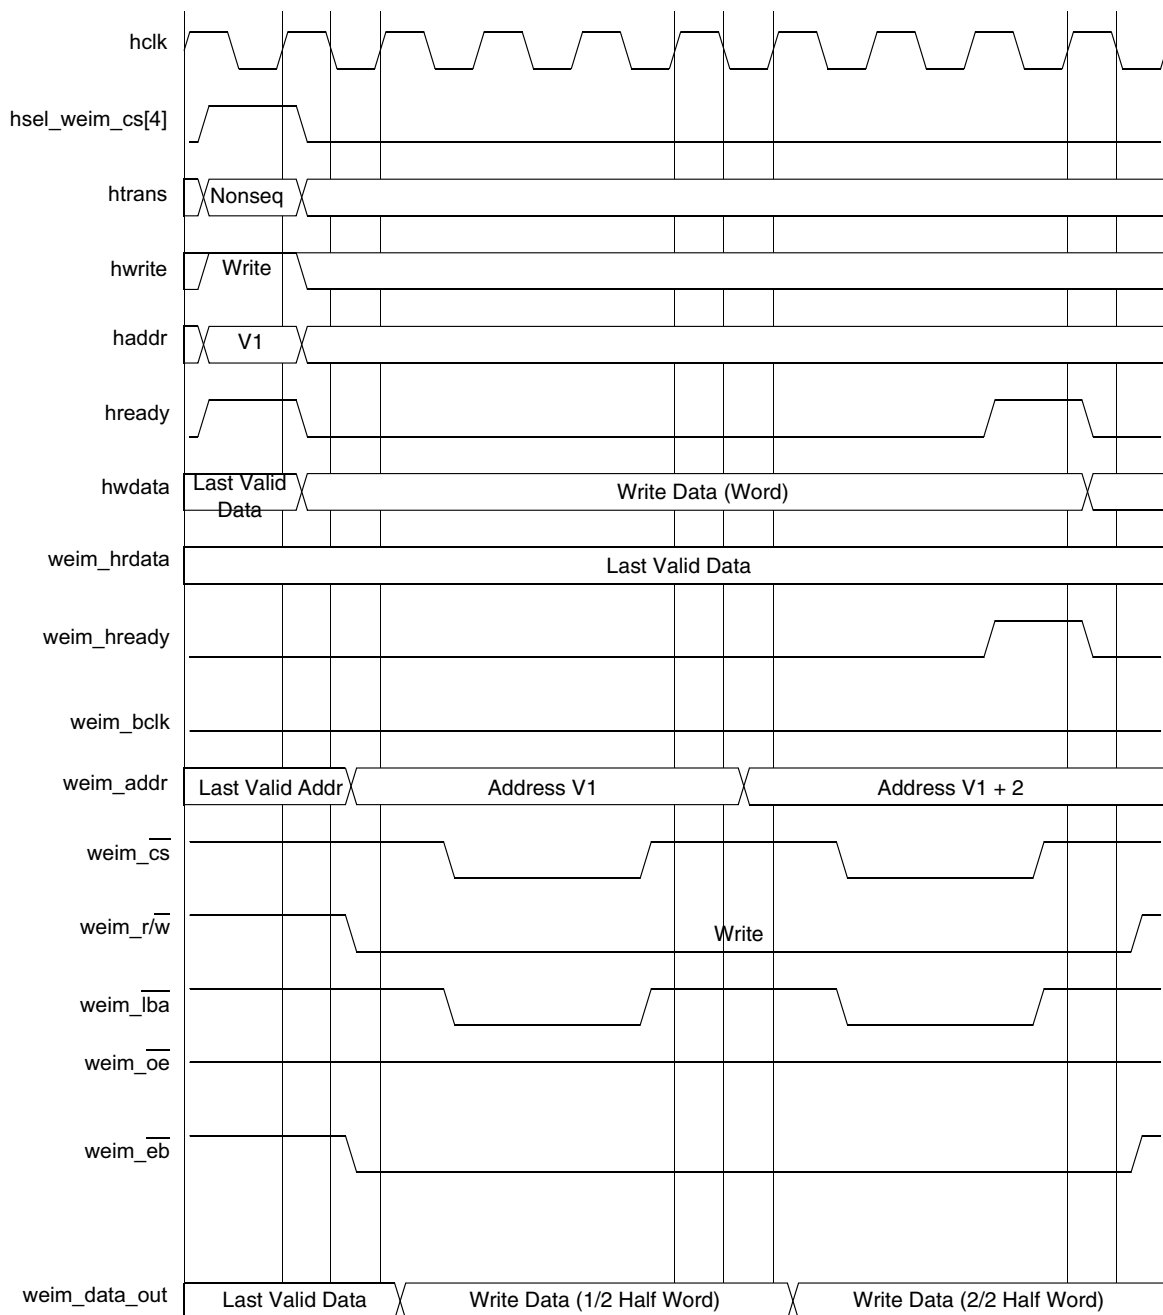 hclk
hsel_weim_cs[4]
htrans Nonseq
hwrite Write
haddr V1
hready
hwdata Last Valid Data Write Data (Word)
weim_hrdata Last Valid Data
weim_hready
weim_bclk
weim_addr Last Valid Addr Address V1 Address V1 + 2
weim_cs
weim_r/w Write
weim_lba
weim_oe
weim_eb
weim_data_out Last Valid Data Write Data (1/2 Half Word) Write Data (2/2 Half Word)